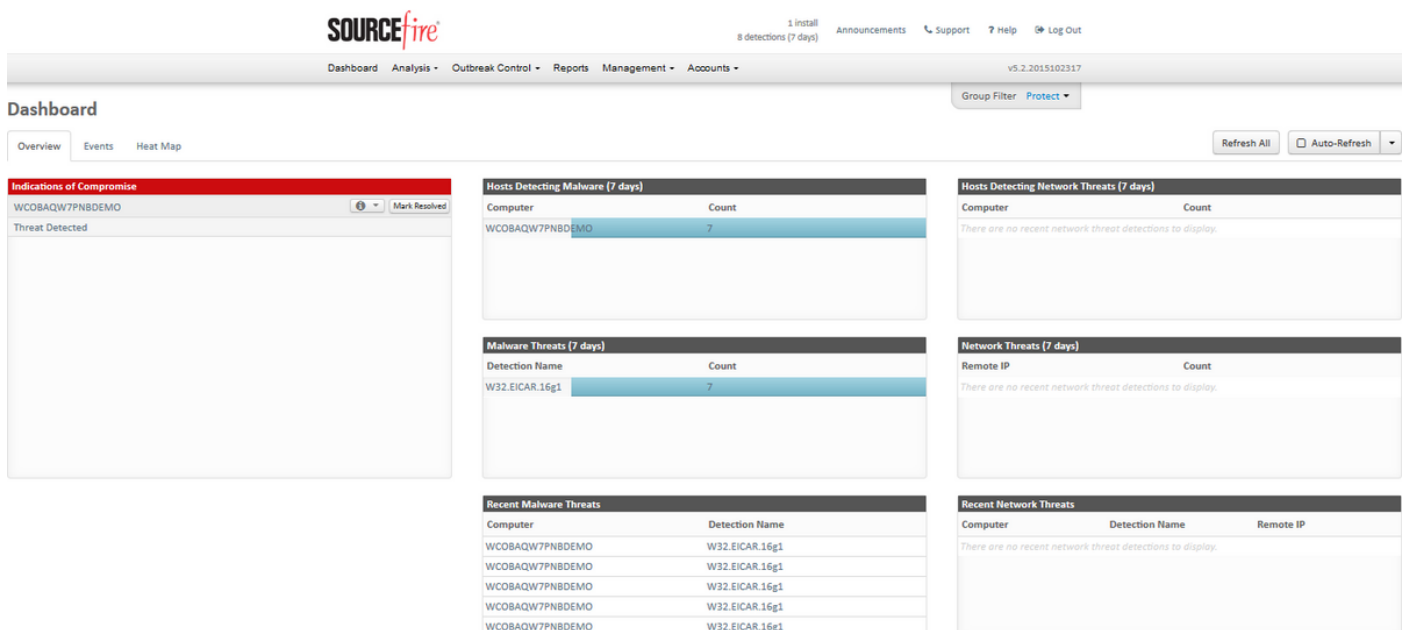 SOURCEfire
1 install
8 detections (7 days)
Announcements Support ? Help Log Out
Dashboard Analysis Outbreak Control Reports Management Accounts
v5.2.2015102317
Group Filter Protect
Dashboard
Overview Events Heat Map
Refresh All Auto-Refresh
Indications of Compromise
WCOBAQW7PNBDEMO Mark Resolved
Threat Detected
Hosts Detecting Malware (7 days)
Computer Count
WCOBAQW7PNBDEMO 7
Hosts Detecting Network Threats (7 days)
Computer Count
There are no recent network threat detections to display.
Malware Threats (7 days)
Detection Name Count
W32.EICAR.16g1 7
Network Threats (7 days)
Remote IP Count
There are no recent network threat detections to display.
Recent Malware Threats
Computer Detection Name
WCOBAQW7PNBDEMO W32.EICAR.16g1
WCOBAQW7PNBDEMO W32.EICAR.16g1
WCOBAQW7PNBDEMO W32.EICAR.16g1
WCOBAQW7PNBDEMO W32.EICAR.16g1
WCOBAQW7PNBDEMO W32.EICAR.16g1
Recent Network Threats
Computer Detection Name Remote IP
There are no recent network threat detections to display.